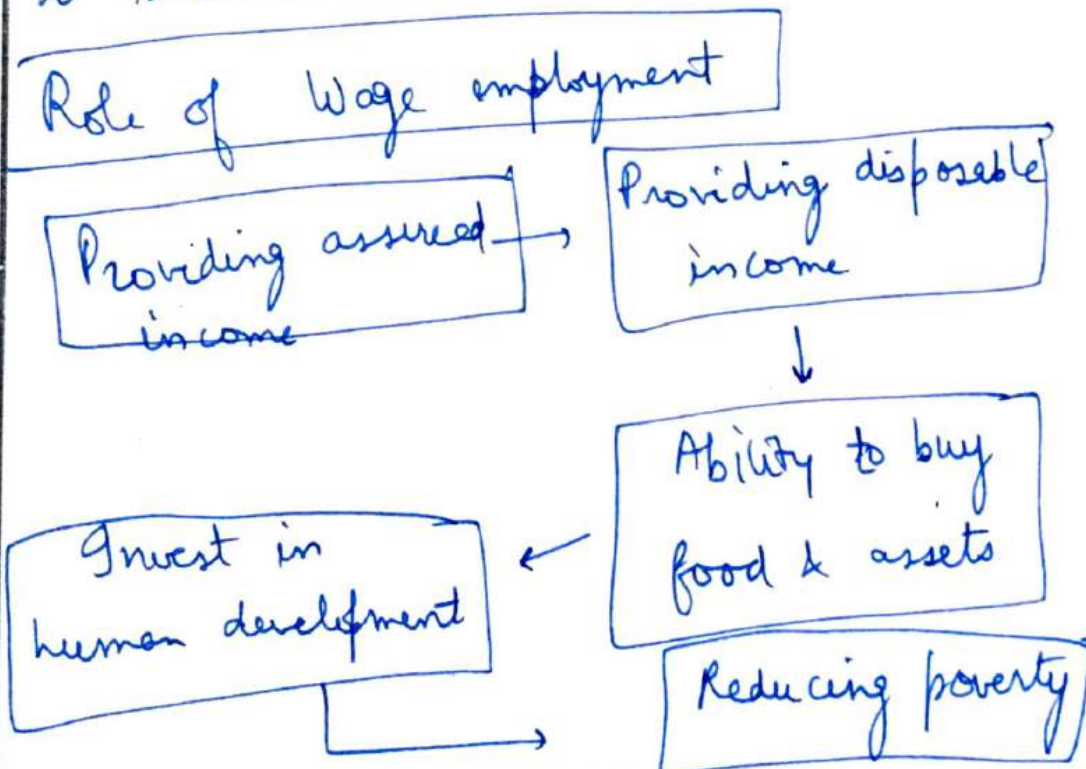 Role of Wage employment
Providing assured
income
Providing disposable
income
Ability to buy
food & assets
Invest in
human development
Reducing poverty